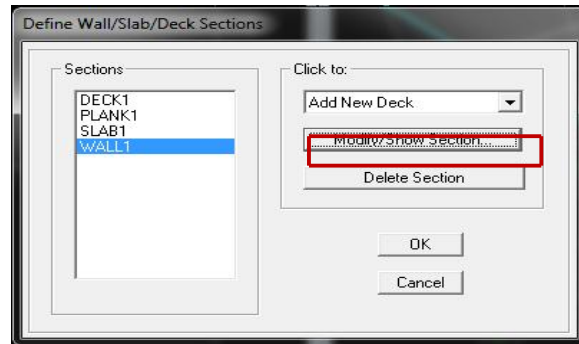 Define Wall/Slab/Deck Sections
Sections
DECK1
PLANK1
SLAB1
WALL1
Click to:
Add New Deck
Modify/Show Section...
Delete Section
OK
Cancel